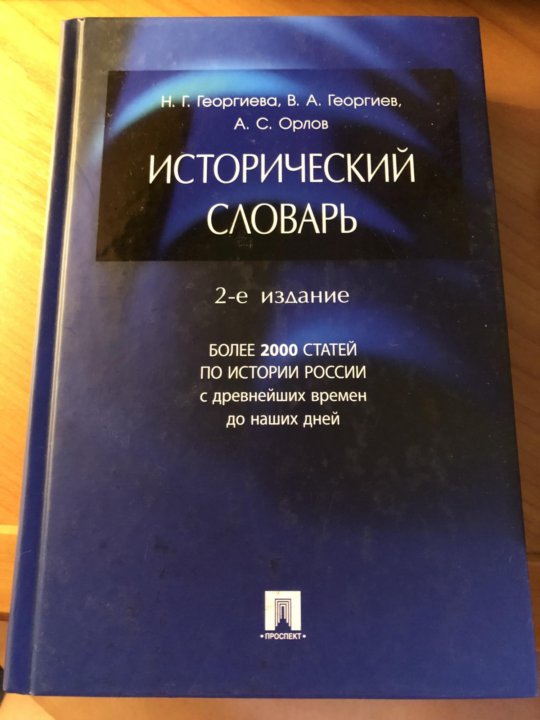 Н. Г. Георгиева, В. А. Георгиев,
А. С. Орлов
ИСТОРИЧЕСКИЙ
СЛОВАРЬ
2-е издание
БОЛЕЕ 2000 СТАТЕЙ
ПО ИСТОРИИ РОССИИ
с древнейших времен
до наших дней
• ПРОСПЕКТ •